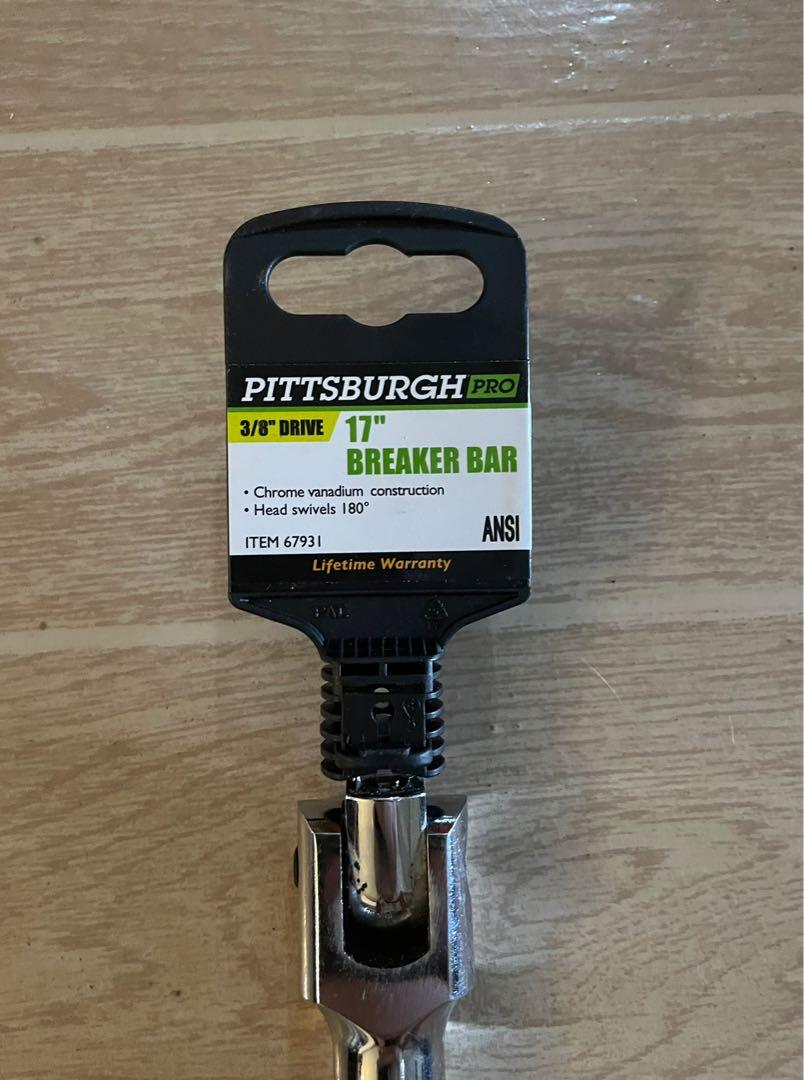 PITTSBURGH PRO
3/8" DRIVE
17"
BREAKER BAR
• Chrome vanadium construction
• Head swivels 180°
ITEM 67931
ANSI
Lifetime Warranty
PAL